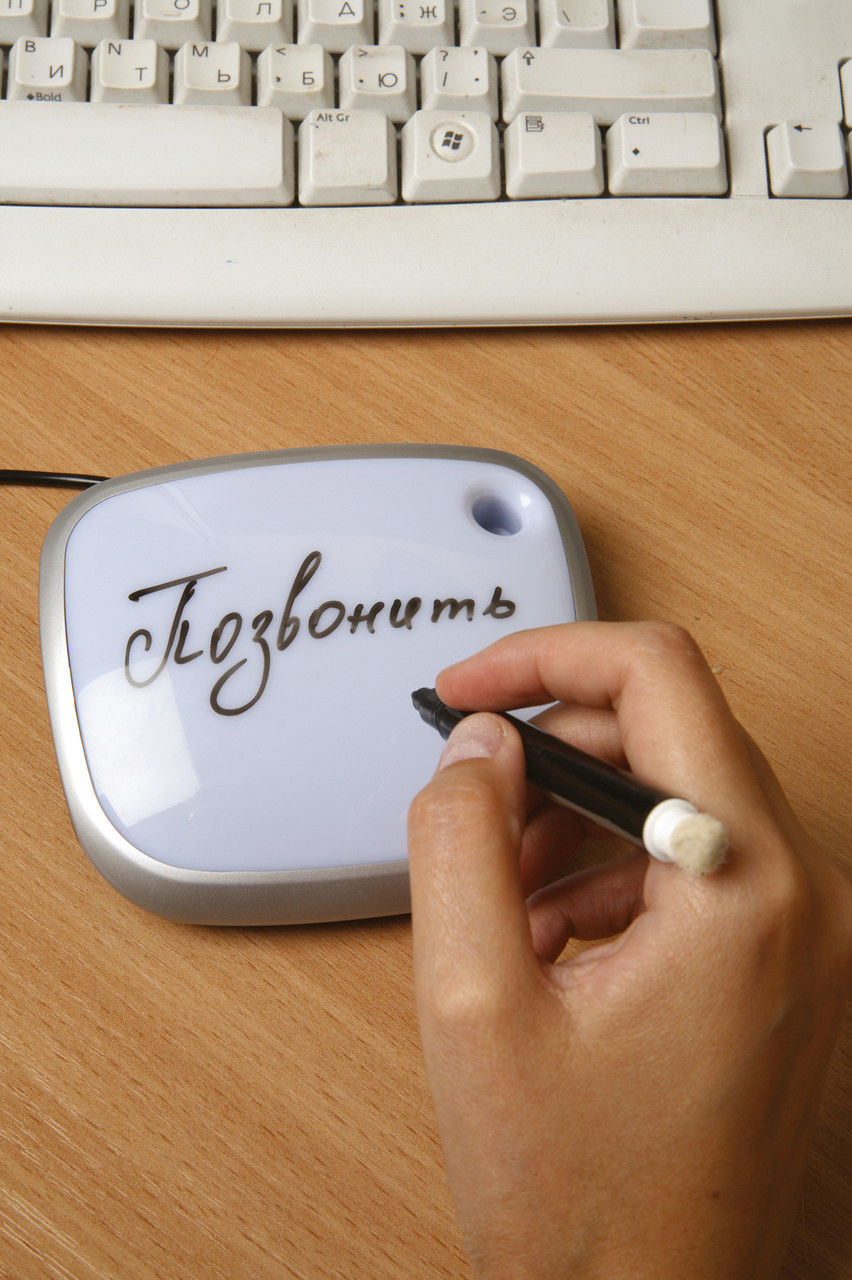 П Р О Л Д ; Ж " Э \
В И Bold N Т М Ь < , Б > . Ю ? / .
Alt Gr Ctrl
Позвонить